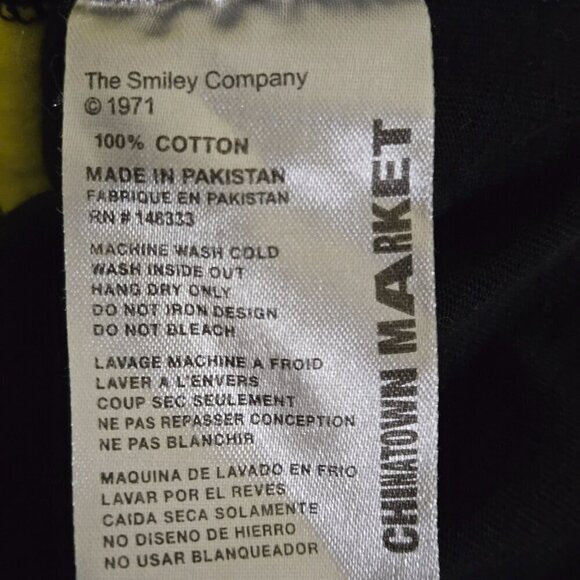 The Smiley Company
© 1971
100% COTTON
MADE IN PAKISTAN
FABRIQUE EN PAKISTAN
RN # 148333
MACHINE WASH COLD
WASH INSIDE OUT
HANG DRY ONLY
DO NOT IRON DESIGN
DO NOT BLEACH
LAVAGE MACHINE A FROID
LAVER A L'ENVERS
COUP SEC SEULEMENT
NE PAS REPASSER CONCEPTION
NE PAS BLANCHIR
MAQUINA DE LAVADO EN FRIO
LAVAR POR EL REVES
CAIDA SECA SOLAMENTE
NO DISENO DE HIERRO
NO USAR BLANQUEADOR
CHINATOWN MARKET